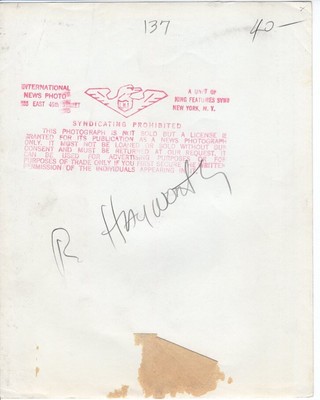 137
40-
INTERNATIONAL
NEWS PHOTO
EAST 45th STREET
A UNIT OF
KING FEATURES SYND
NEW YORK, N. Y.
SYNDICATING PROHIBITED
THIS PHOTOGRAPH IS NOT SOLD BUT A LICENSE IS
GRANTED FOR ITS PUBLICATION AS A NEWS PHOTOGRAPH
ONLY. IT MUST NOT BE LOANED OR SOLD WITHOUT OUR
CONSENT AND MUST BE RETURNED AT OUR REQUEST. IT
CAN BE USED FOR ADVERTISING PURPOSES OR FOR
PURPOSES OF TRADE ONLY IF YOU FIRST SECURE WRITTEN
PERMISSION OF THE INDIVIDUALS APPEARING
R HAYWORTH